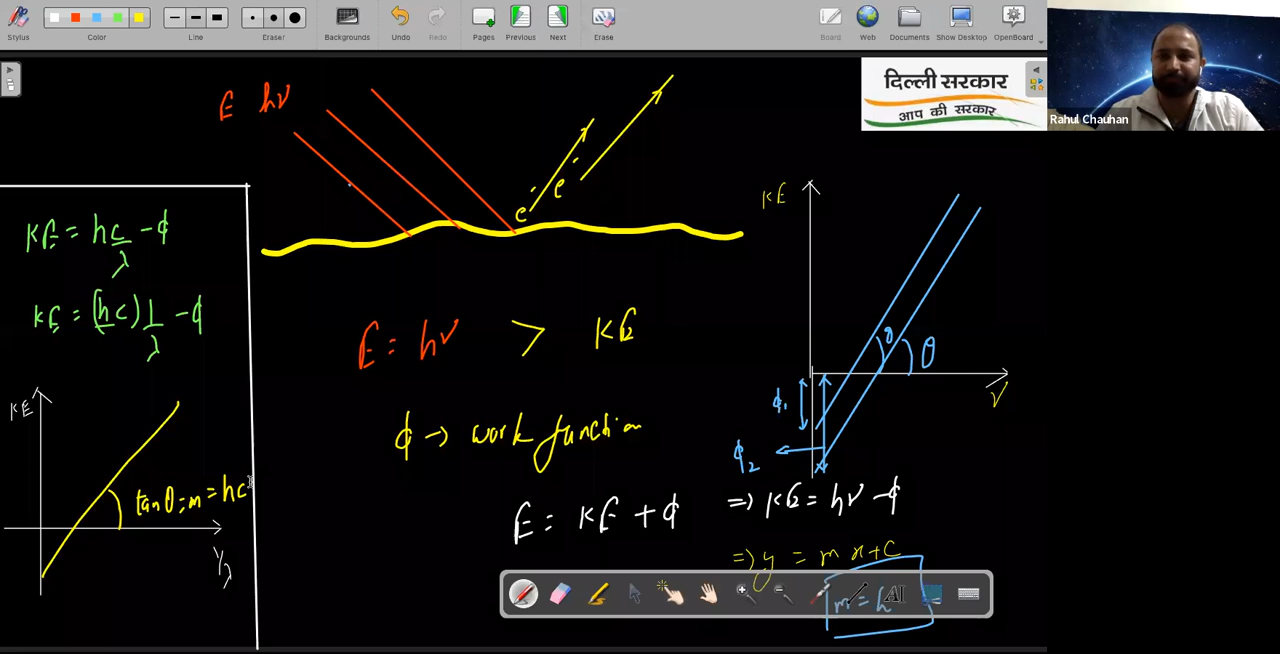 Stylus
Color
Line
Eraser
Backgrounds
Undo
Redo
Pages
Previous
Next
Erase
Board
Web
Documents
Show Desktop
OpenBoard
दिल्ली सरकार
आप की सरकार
Rahul Chauhan
E hν
e⁻ e⁻
KE = hc/λ - ϕ
KE = (hc) 1/λ - ϕ
KE
tanθ = m = hc
1/λ
E = hν > KE
ϕ → work function
E = KE + ϕ
KE
θ θ
ν
ϕ₁
ϕ₂
⇒ KE = hν - ϕ
⇒ y = mx + c
m = h